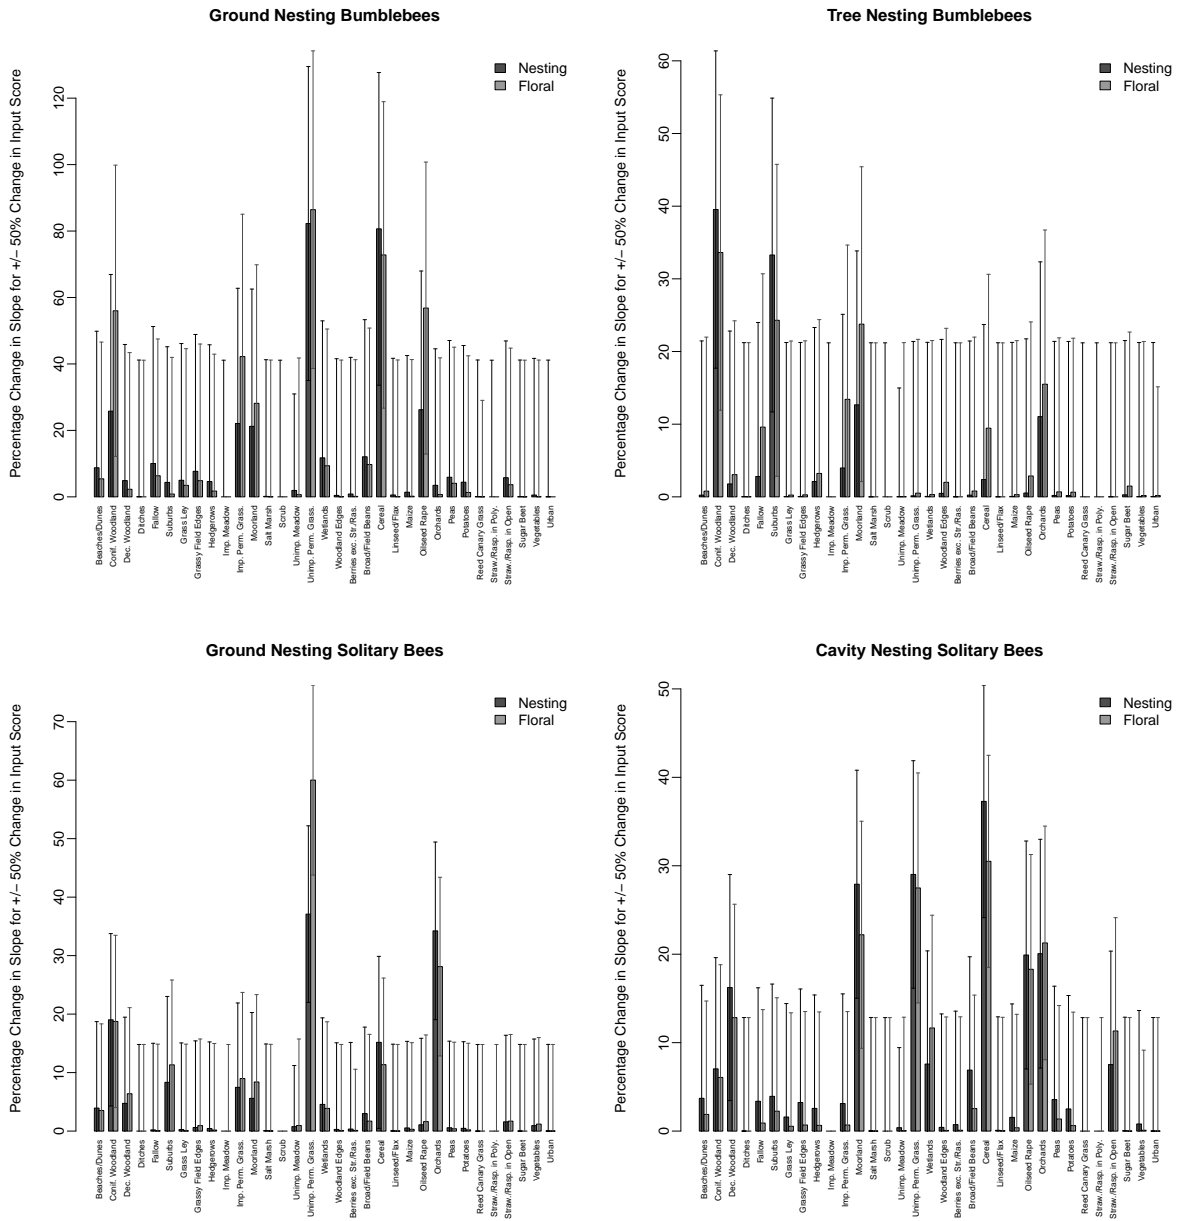 Ground Nesting Bumblebees
Percentage Change in Slope for +/− 50% Change in Input Score
0
20
40
60
80
100
120
Nesting
Floral
Beaches/Dunes
Conif. Woodland
Dec. Woodland
Ditches
Fallow
Suburbs
Grass Ley
Grassy Field Edges
Hedgerows
Imp. Meadow
Imp. Perm. Grass.
Moorland
Salt Marsh
Scrub
Unimp. Meadow
Unimp. Perm. Grass.
Wetlands
Woodland Edges
Berries exc. Str./Ras.
Broad/Field Beans
Cereal
Linseed/Flax
Maize
Oilseed Rape
Orchards
Peas
Potatoes
Reed Canary Grass
Straw./Rasp. in Poly.
Straw./Rasp. in Open
Sugar Beet
Vegetables
Urban
Tree Nesting Bumblebees
Percentage Change in Slope for +/− 50% Change in Input Score
0
10
20
30
40
50
60
Nesting
Floral
Beaches/Dunes
Conif. Woodland
Dec. Woodland
Ditches
Fallow
Suburbs
Grass Ley
Grassy Field Edges
Hedgerows
Imp. Meadow
Imp. Perm. Grass.
Moorland
Salt Marsh
Scrub
Unimp. Meadow
Unimp. Perm. Grass.
Wetlands
Woodland Edges
Berries exc. Str./Ras.
Broad/Field Beans
Cereal
Linseed/Flax
Maize
Oilseed Rape
Orchards
Peas
Potatoes
Reed Canary Grass
Straw./Rasp. in Poly.
Straw./Rasp. in Open
Sugar Beet
Vegetables
Urban
Ground Nesting Solitary Bees
Percentage Change in Slope for +/− 50% Change in Input Score
0
10
20
30
40
50
60
70
Nesting
Floral
Beaches/Dunes
Conif. Woodland
Dec. Woodland
Ditches
Fallow
Suburbs
Grass Ley
Grassy Field Edges
Hedgerows
Imp. Meadow
Imp. Perm. Grass.
Moorland
Salt Mash
Scrub
Unimp. Meadow
Unimp. Perm. Grass.
Wetlands
Woodland Edges
Berries exc. Str./Ras.
Broad/Field Beans
Cereal
Linseed/Flax
Maize
Oilseed Rape
Orchards
Peas
Potatoes
Reed Canary Grass
Straw./Rasp. in Poly.
Straw./Rasp. in Open
Sugar Beet
Vegetables
Urban
Cavity Nesting Solitary Bees
Percentage Change in Slope for +/− 50% Change in Input Score
0
10
20
30
40
50
Nesting
Floral
Beaches/Dunes
Conif. Woodland
Dec. Woodland
Ditches
Fallow
Suburbs
Grass Ley
Grassy Field Edges
Hedgerows
Imp. Meadow
Imp. Perm. Grass.
Moorland
Salt Mash
Scrub
Unimp. Meadow
Unimp. Perm. Grass.
Wetlands
Woodland Edges
Berries exc. Str./Ras.
Broad/Field Beans
Cereal
Linseed/Flax
Maize
Oilseed Rape
Orchards
Peas
Potatoes
Reed Canary Grass
Straw./Rasp. in Poly.
Straw./Rasp. in Open
Sugar Beet
Vegetables
Urban